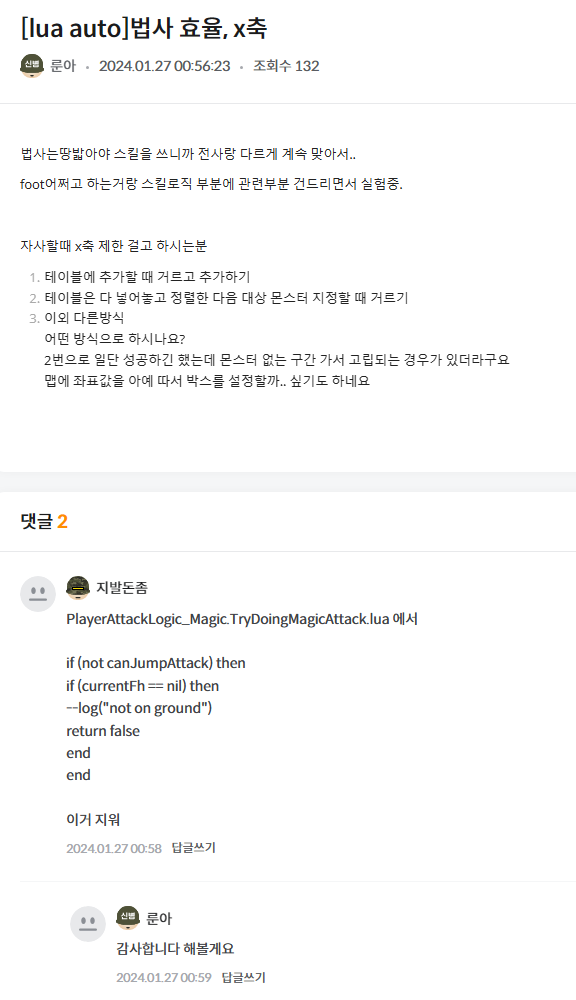 [lua auto]법사 효율, x축
신병 룬아 · 2024.01.27 00:56:23 · 조회수 132
법사는땅밟아야 스킬을 쓰니까 전사랑 다르게 계속 맞아서..
foot어쩌고 하는거랑 스킬로직 부분에 관련부분 건드리면서 실험중.
자사할때 x축 제한 걸고 하시는분
1. 테이블에 추가할 때 거르고 추가하기
2. 테이블은 다 넣어놓고 정렬한 다음 대상 몬스터 지정할 때 거르기
3. 이외 다른방식
어떤 방식으로 하시나요?
2번으로 일단 성공하긴 했는데 몬스터 없는 구간 가서 고립되는 경우가 있더라구요
맵에 좌표값을 아예 따서 박스를 설정할까.. 싶기도 하네요
댓글 2
지발돈좀
PlayerAttackLogic_Magic.TryDoingMagicAttack.lua 에서
if (not canJumpAttack) then
if (currentFh == nil) then
--log("not on ground")
return false
end
end
이거 지워
2024.01.27 00:58 답글쓰기
신병 룬아
감사합니다 해볼게요
2024.01.27 00:59 답글쓰기